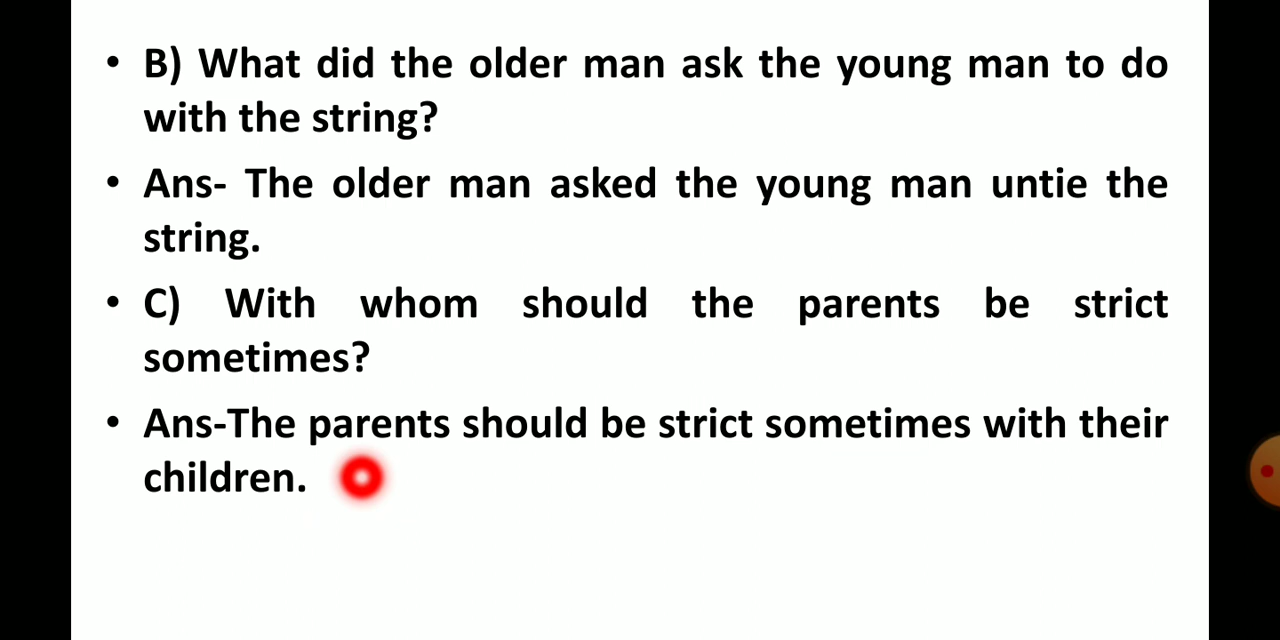 • B) What did the older man ask the young man to do
with the string?
• Ans- The older man asked the young man untie the
string.
• C) With whom should the parents be strict
sometimes?
• Ans-The parents should be strict sometimes with their
children.